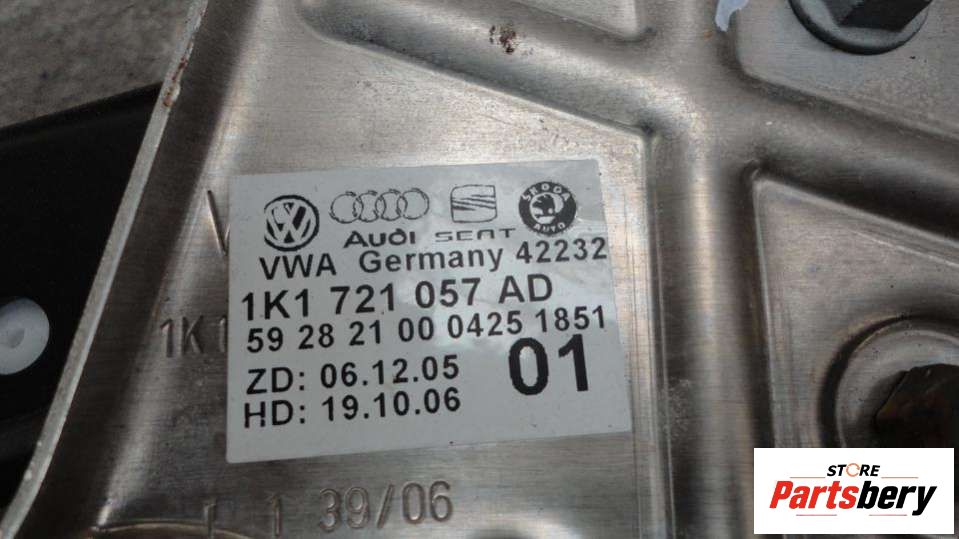 SKODA
AUTO
Audi SEAT
VWA Germany 42232
1K1 721 057 AD
1K1
59 28 21 00 0425 1851
01
ZD: 06.12.05
HD: 19.10.06
1 39/06
STORE
Partsbery